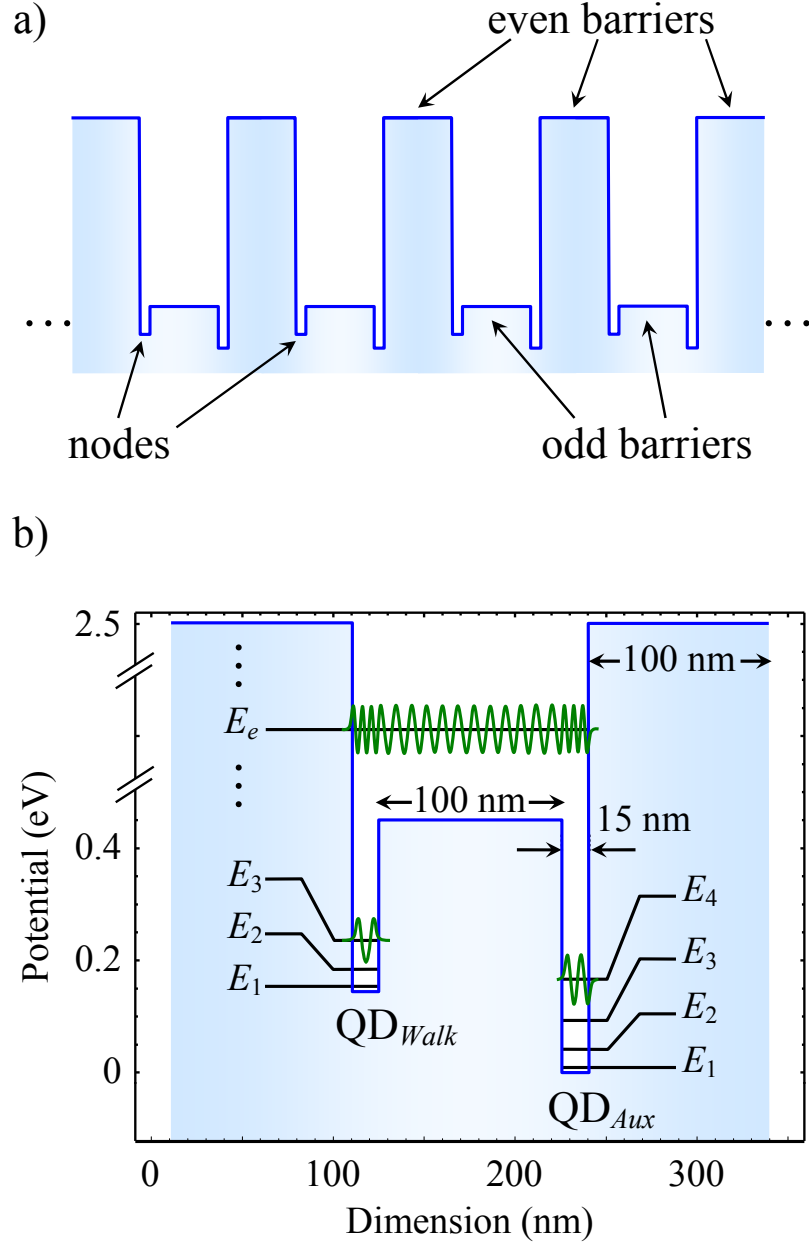 a)
even barriers
...
...
nodes
odd barriers
b)
2.5
100 nm
E_e
100 nm
15 nm
0.4
E_3
E_4
E_2
E_3
0.2
E_1
E_2
QD_Walk
0
E_1
QD_Aux
Potential (eV)
0
100
200
300
Dimension (nm)